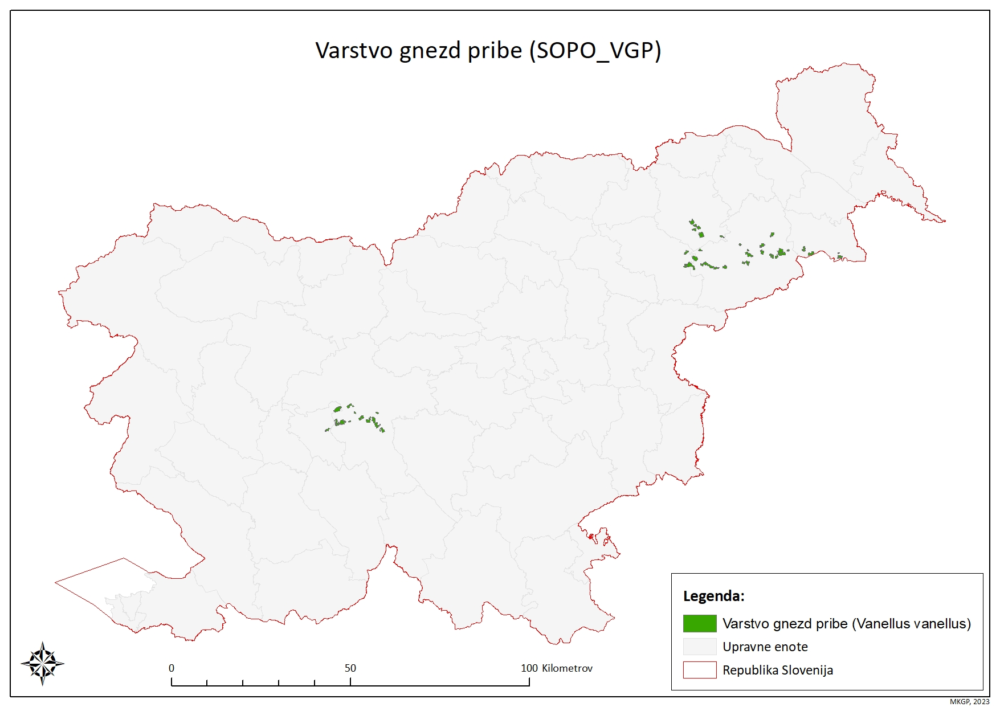 Varstvo gnezd pribe (SOPO_VGP)
Legenda:
Varstvo gnezd pribe (Vanellus vanellus)
Upravne enote
Republika Slovenija
0 50 100 Kilometrov
MKGP, 2023